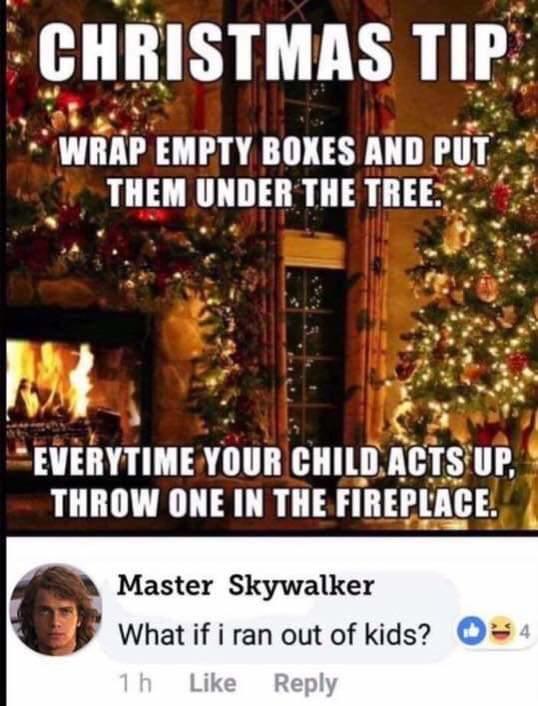 CHRISTMAS TIP
WRAP EMPTY BOXES AND PUT
THEM UNDER THE TREE.
EVERYTIME YOUR CHILD ACTS UP,
THROW ONE IN THE FIREPLACE.
Master Skywalker
What if i ran out of kids?
4
1 h Like Reply